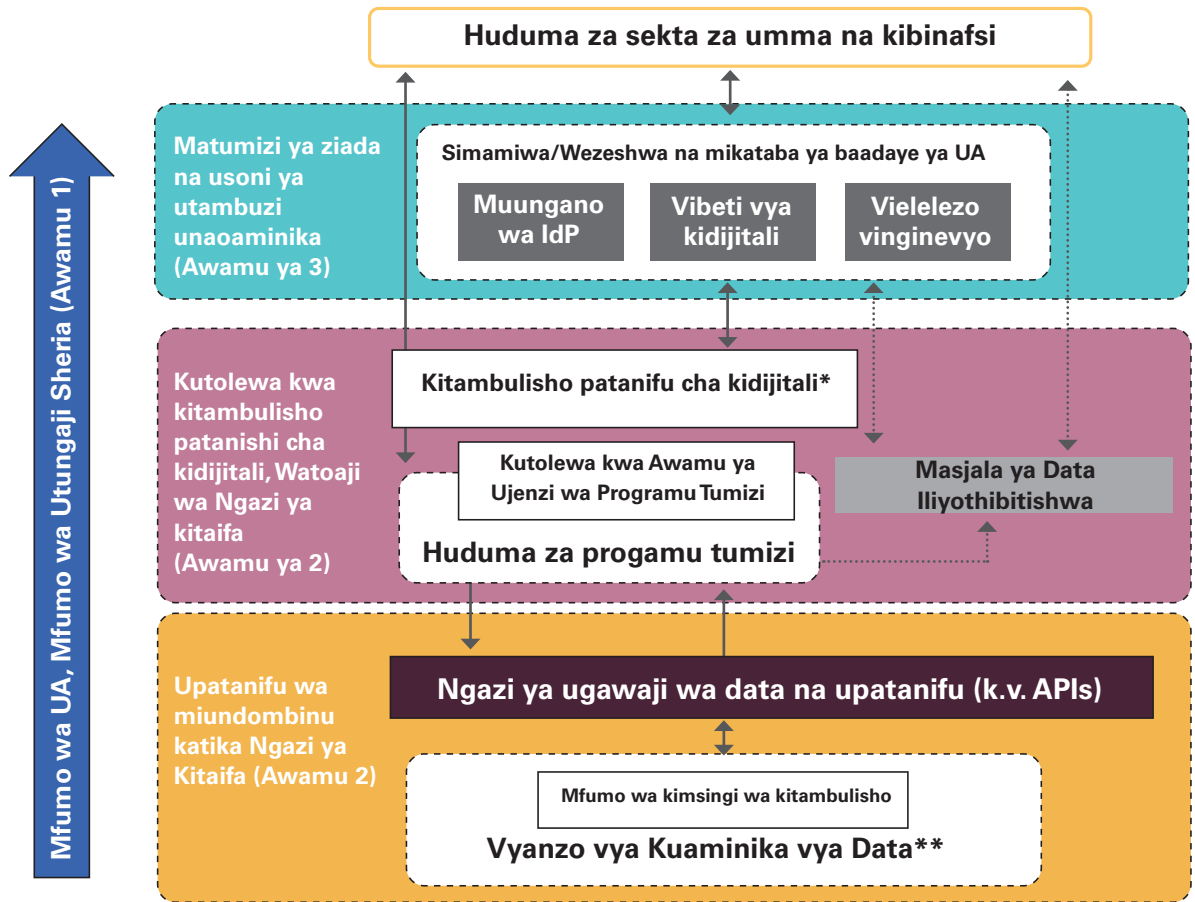 Huduma za sekta za umma na kibinafsi
Mfumo wa UA, Mfumo wa Utungaji Sheria (Awamu 1)
Matumizi ya ziada
na usoni ya
utambuzi
unaoaminika
(Awamu ya 3)
Simamiwa/Wezeshwa na mikataba ya baadaye ya UA
Muungano
wa IdP
Vibeti vya
kidijitali
Vielelezo
vinginevyo
Kutolewa kwa
kitambulisho
patanishi cha
kidijitali, Watoaji
wa Ngazi ya
kitaifa
(Awamu ya 2)
Kitambulisho patanifu cha kidijitali*
Kutolewa kwa Awamu ya
Ujenzi wa Programu Tumizi
Huduma za progamu tumizi
Masjala ya Data
Iliyothibitishwa
Upatanifu wa
miundombinu
katika Ngazi ya
Kitaifa (Awamu 2)
Ngazi ya ugawaji wa data na upatanifu (k.v. APIs)
Mfumo wa kimsingi wa kitambulisho
Vyanzo vya Kuaminika vya Data**